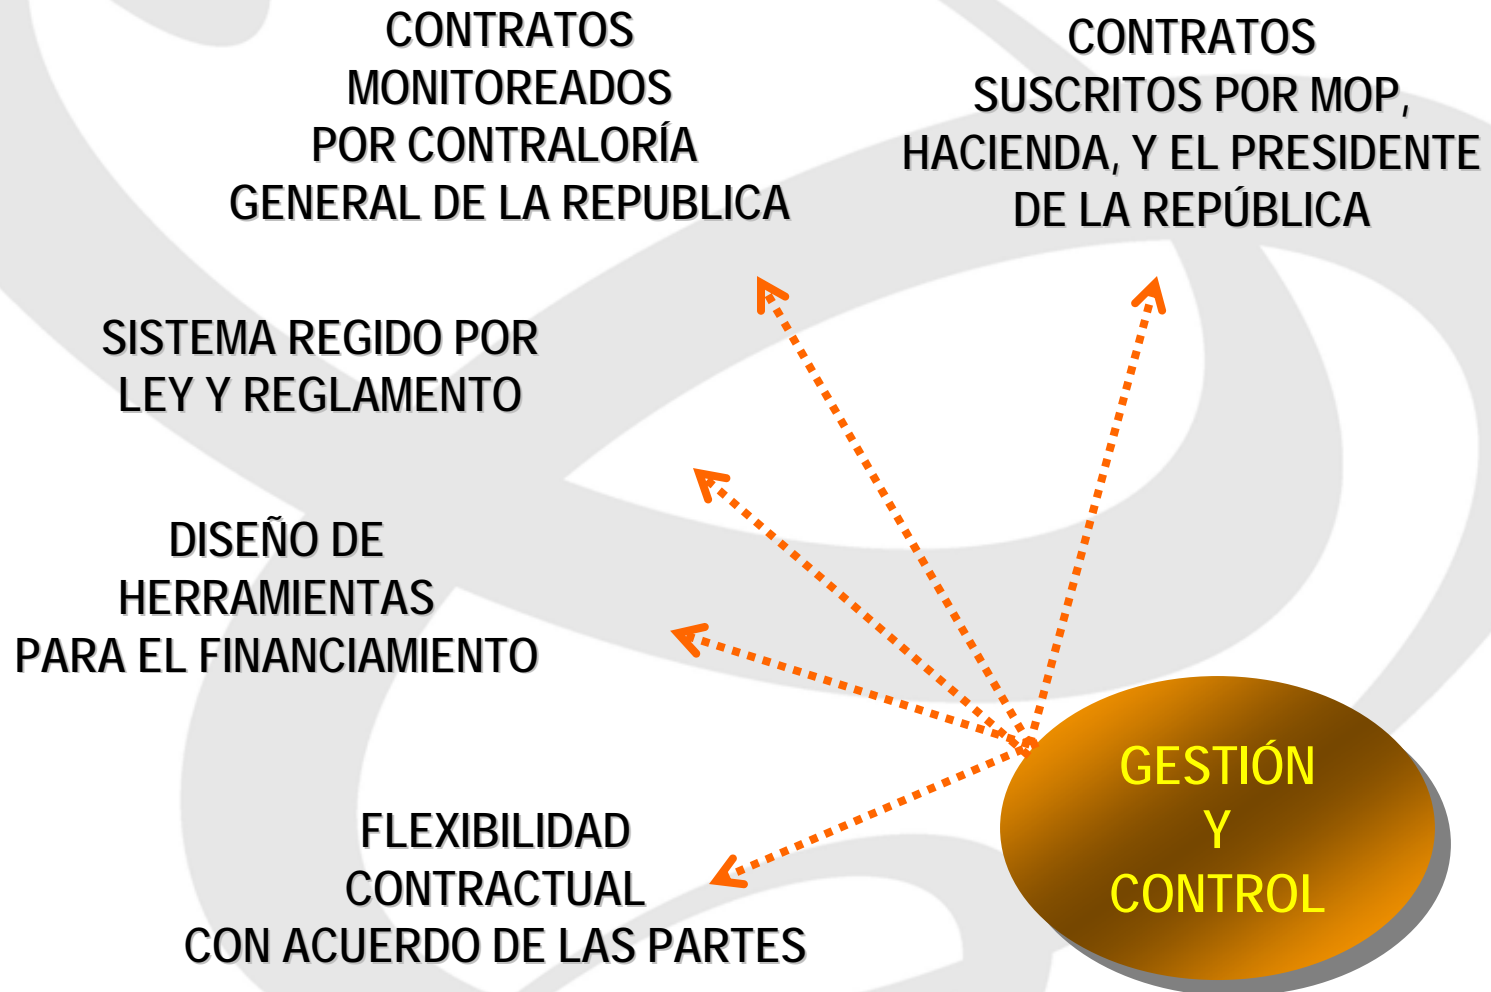 CONTRATOS
MONITOREADOS
POR CONTRALORÍA
GENERAL DE LA REPUBLICA
CONTRATOS
SUSCRITOS POR MOP,
HACIENDA, Y EL PRESIDENTE
DE LA REPÚBLICA
SISTEMA REGIDO POR
LEY Y REGLAMENTO
DISEÑO DE
HERRAMIENTAS
PARA EL FINANCIAMIENTO
FLEXIBILIDAD
CONTRACTUAL
CON ACUERDO DE LAS PARTES
GESTIÓN
Y
CONTROL